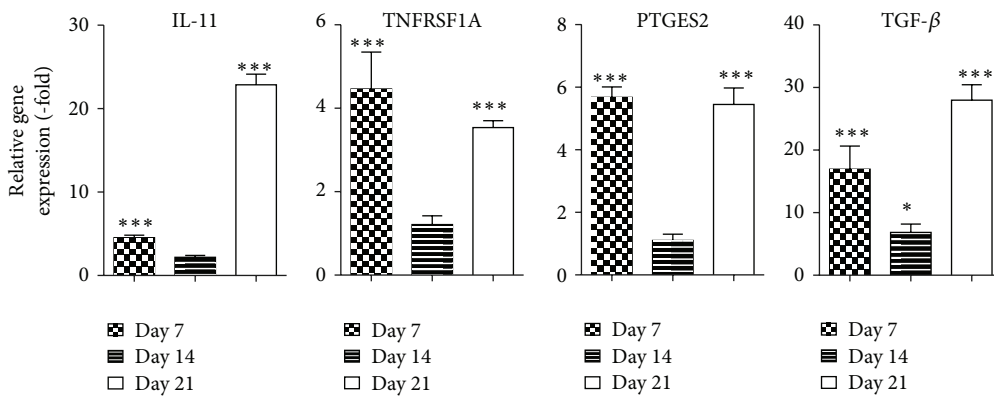 Relative gene
expression (-fold)
IL-11
30
20
10
0
***
***
Day 7
Day 14
Day 21
TNFRSF1A
6
4
2
0
***
***
Day 7
Day 14
Day 21
PTGES2
8
6
4
2
0
***
***
Day 7
Day 14
Day 21
TGF-β
40
30
20
10
0
***
*
***
Day 7
Day 14
Day 21